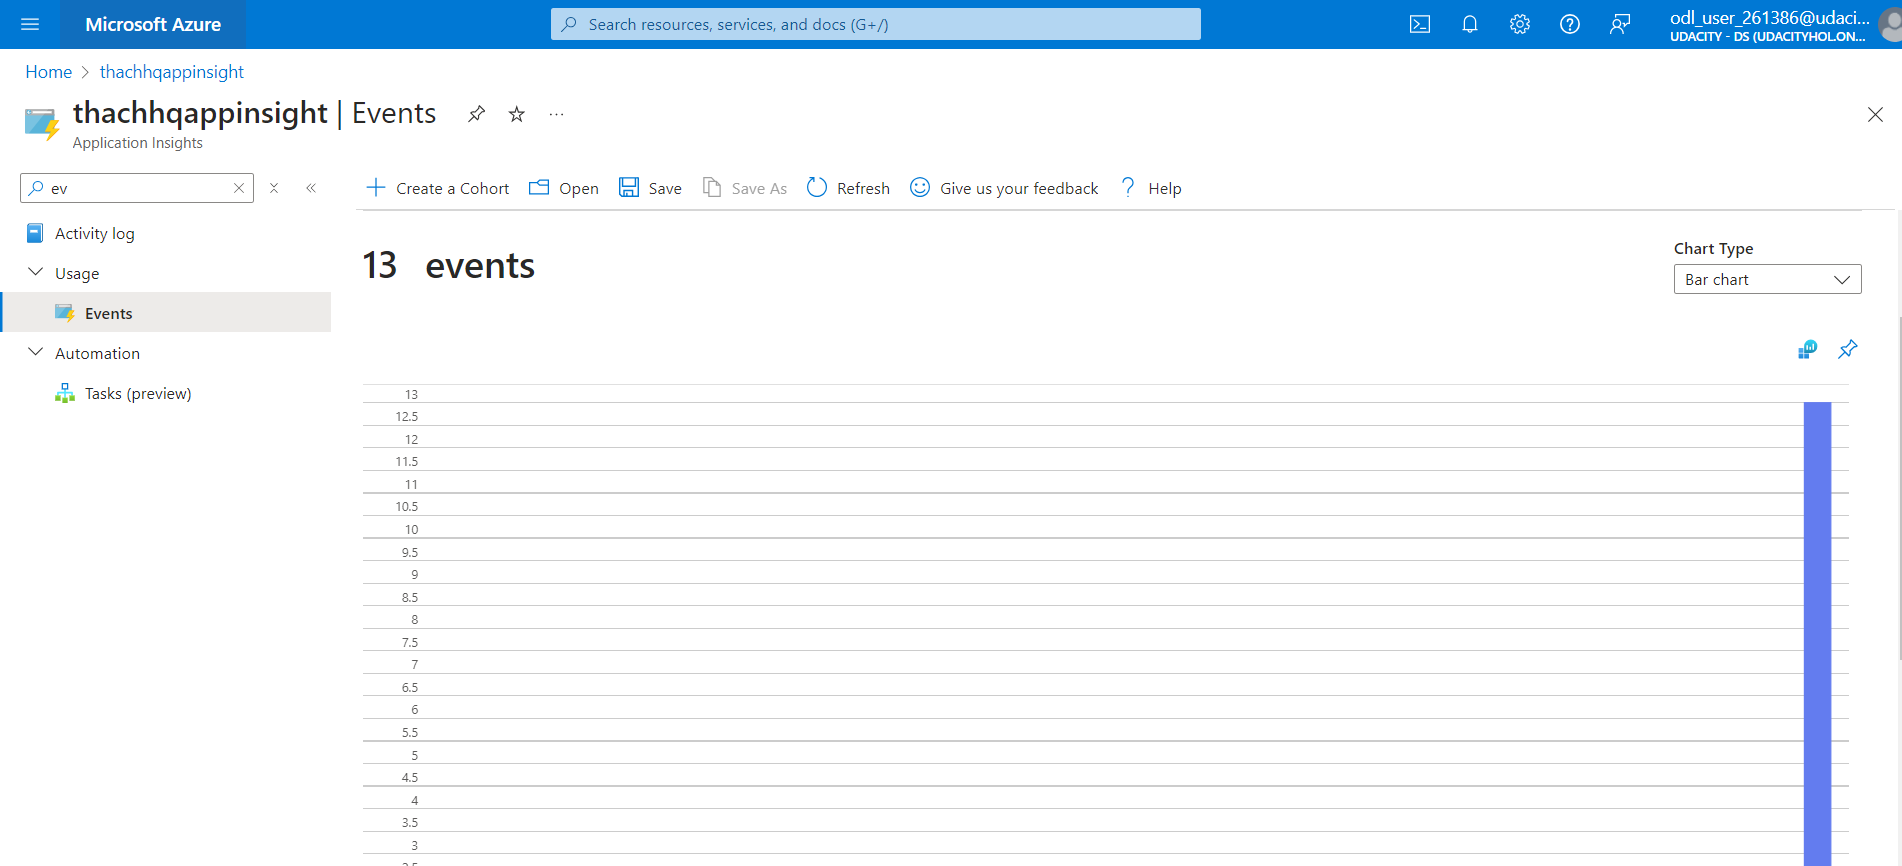 Microsoft Azure
Search resources, services, and docs (G+/)
odl_user_261386@udaci...
UDACITY - DS (UDACITYHOL.ON...
Home > thachhqappinsight
thachhqappinsight | Events
...
Application Insights
ev
Create a Cohort
Open
Save
Save As
Refresh
Give us your feedback
Help
Activity log
Usage
Events
Automation
Tasks (preview)
13 events
Chart Type
Bar chart
13
12.5
12
11.5
11
10.5
10
9.5
9
8.5
8
7.5
7
6.5
6
5.5
5
4.5
4
3.5
3
2.5